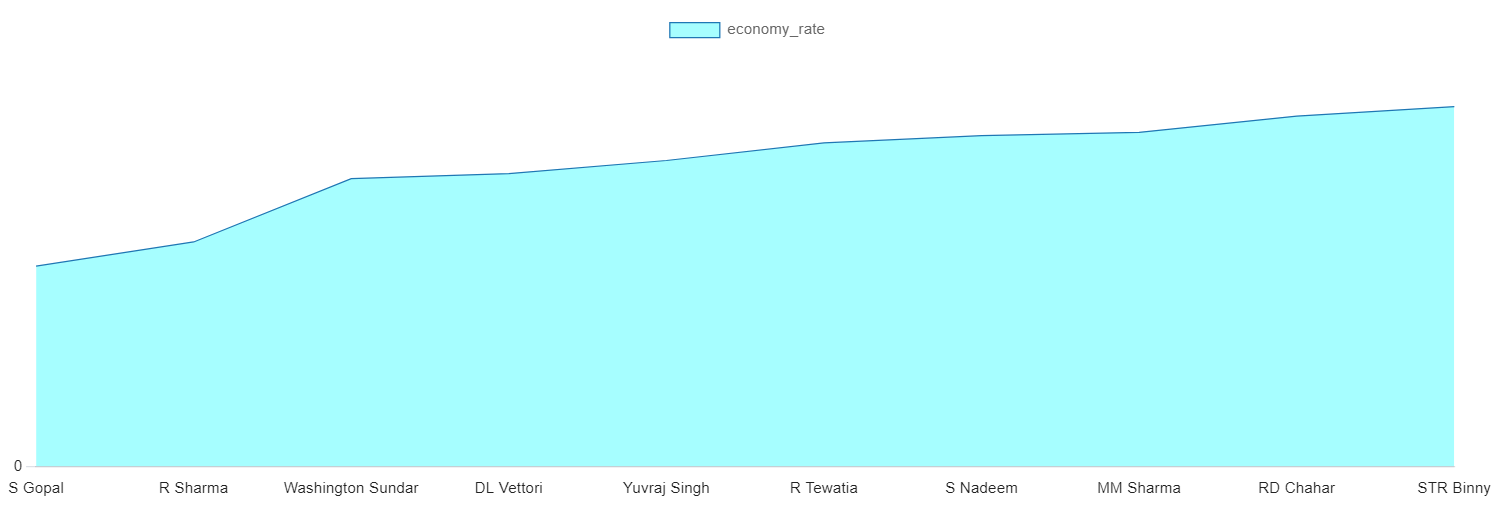 economy_rate
0
S Gopal R Sharma Washington Sundar DL Vettori Yuvraj Singh R Tewatia S Nadeem MM Sharma RD Chahar STR Binny